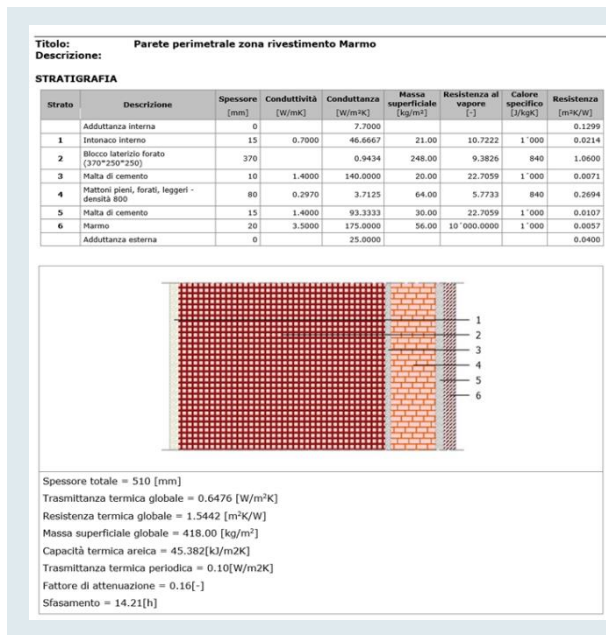 Titolo: Parete perimetrale zona rivestimento Marmo
Descrizione:
STRATIGRAFIA
Strato Descrizione Spessore [mm] Conduttività [W/mK] Conduttanza [W/m²K] Massa superficiale [kg/m²] Resistenza al vapore [-] Calore specifico [J/kgK] Resistenza [m²K/W]
Adduttanza interna 0 7.7000 0.1299
1 Intonaco interno 15 0.7000 46.6667 21.00 10.7222 1´000 0.0214
2 Blocco laterizio forato (370*250*250) 370 0.9434 248.00 9.3826 840 1.0600
3 Malta di cemento 10 1.4000 140.0000 20.00 22.7059 1´000 0.0071
4 Mattoni pieni, forati, leggeri - densità 800 80 0.2970 3.7125 64.00 5.7733 840 0.2694
5 Malta di cemento 15 1.4000 93.3333 30.00 22.7059 1´000 0.0107
6 Marmo 20 3.5000 175.0000 56.00 10´000.0000 1´000 0.0057
Adduttanza esterna 0 25.0000 0.0400
1
2
3
4
5
6
Spessore totale = 510 [mm]
Trasmittanza termica globale = 0.6476 [W/m²K]
Resistenza termica globale = 1.5442 [m²K/W]
Massa superficiale globale = 418.00 [kg/m²]
Capacità termica areica = 45.382[kJ/m2K]
Trasmittanza termica periodica = 0.10[W/m2K]
Fattore di attenuazione = 0.16[-]
Sfasamento = 14.21[h]